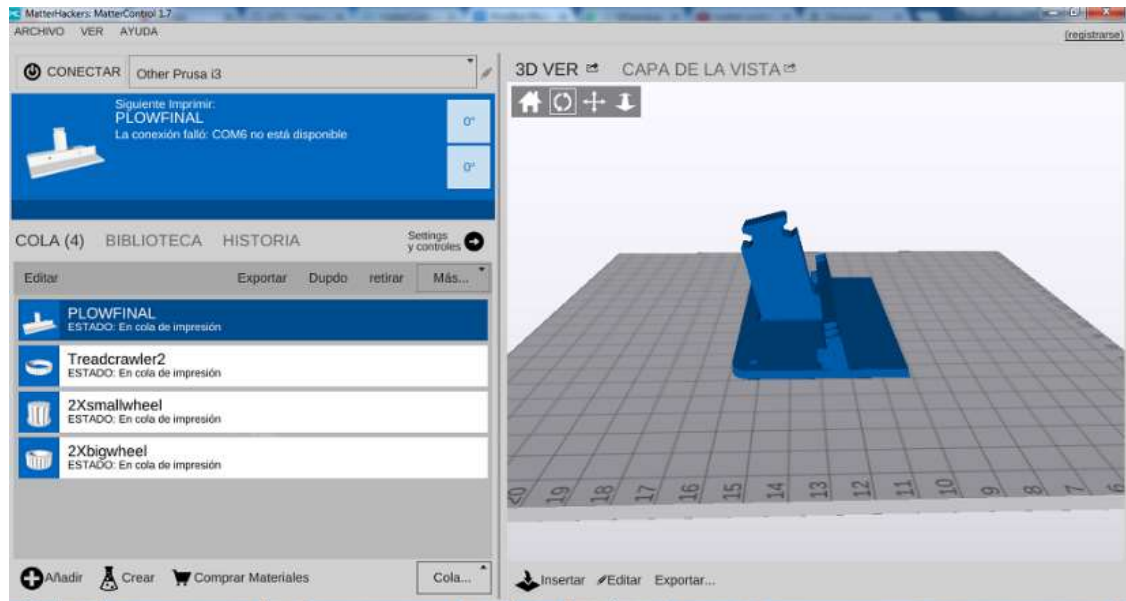 MatterHackers: MatterControl 1.7
ARCHIVO VER AYUDA
(registrarse)
CONECTAR
Other Prusa i3
Siguiente Imprimir:
PLOWFINAL
La conexión falló: COM6 no está disponible
0°
0°
COLA (4) BIBLIOTECA HISTORIA
Settings
y controles
Editar Exportar Dupdo retirar Más...
PLOWFINAL
ESTADO: En cola de impresión
Treadcrawler2
ESTADO: En cola de impresión
2Xsmallwheel
ESTADO: En cola de impresión
2Xbigwheel
ESTADO: En cola de impresión
Añadir Crear Comprar Materiales Cola...
3D VER CAPA DE LA VISTA
20 19 18 17 16 15 14 13 12 11 10 9 8 7 6
Insertar Editar Exportar...